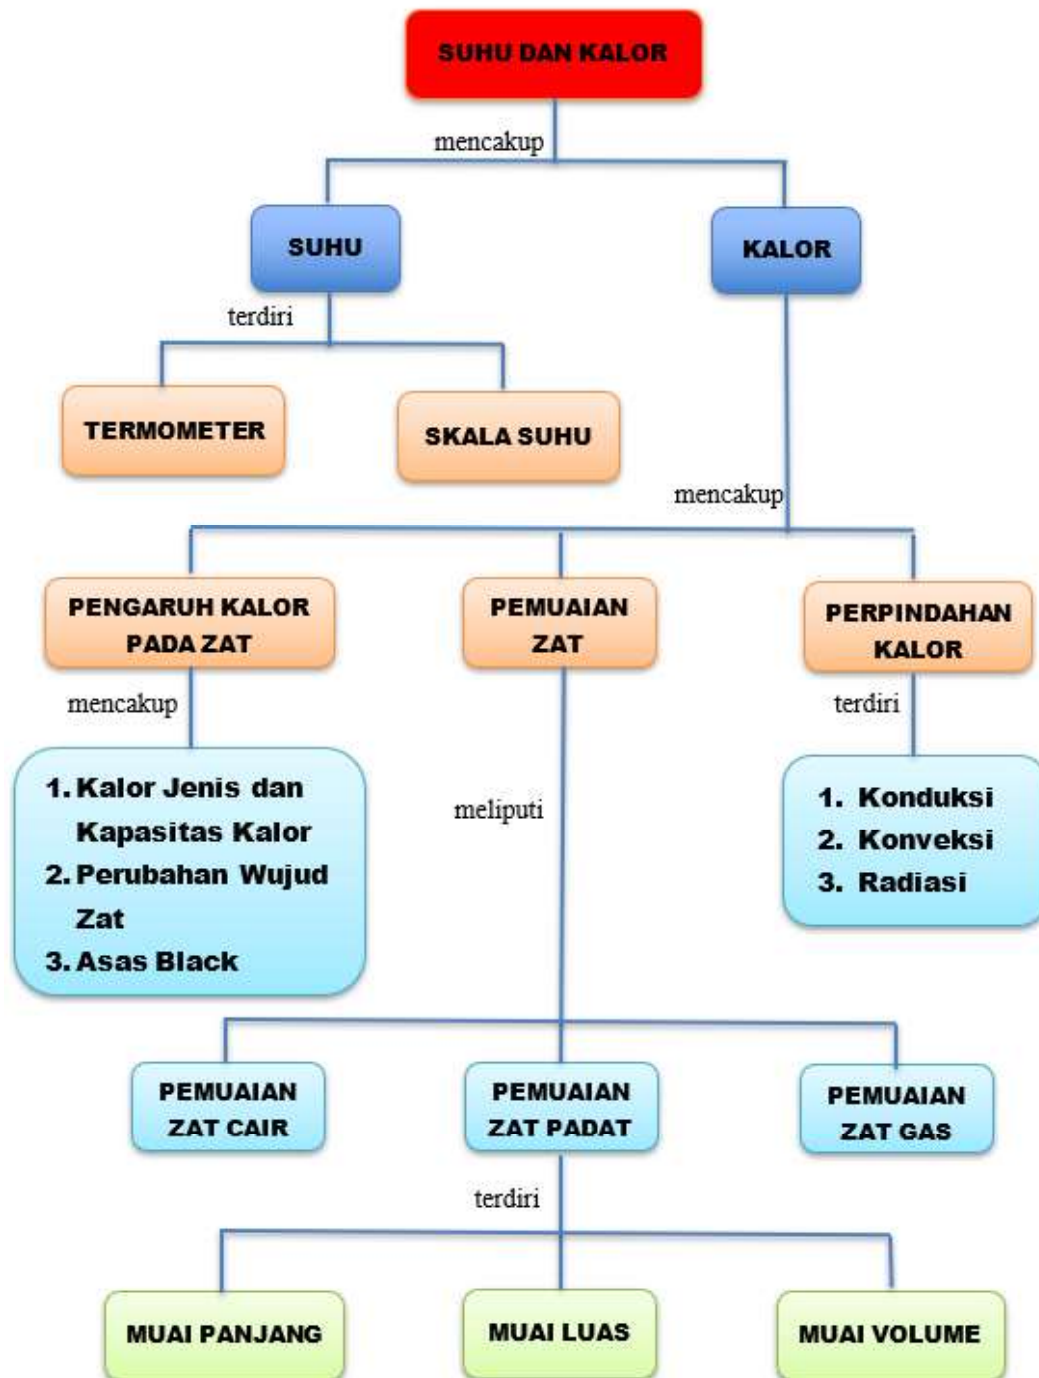 SUHU DAN KALOR
mencakup
SUHU
KALOR
terdiri
TERMOMETER
SKALA SUHU
mencakup
PENGARUH KALOR
PADA ZAT
PEMUAIAN
ZAT
PERPINDAHAN
KALOR
mencakup
terdiri
1. Kalor Jenis dan
Kapasitas Kalor
2. Perubahan Wujud
Zat
3. Asas Black
meliputi
1. Konduksi
2. Konveksi
3. Radiasi
PEMUAIAN
ZAT CAIR
PEMUAIAN
ZAT PADAT
PEMUAIAN
ZAT GAS
terdiri
MUAI PANJANG
MUAI LUAS
MUAI VOLUME